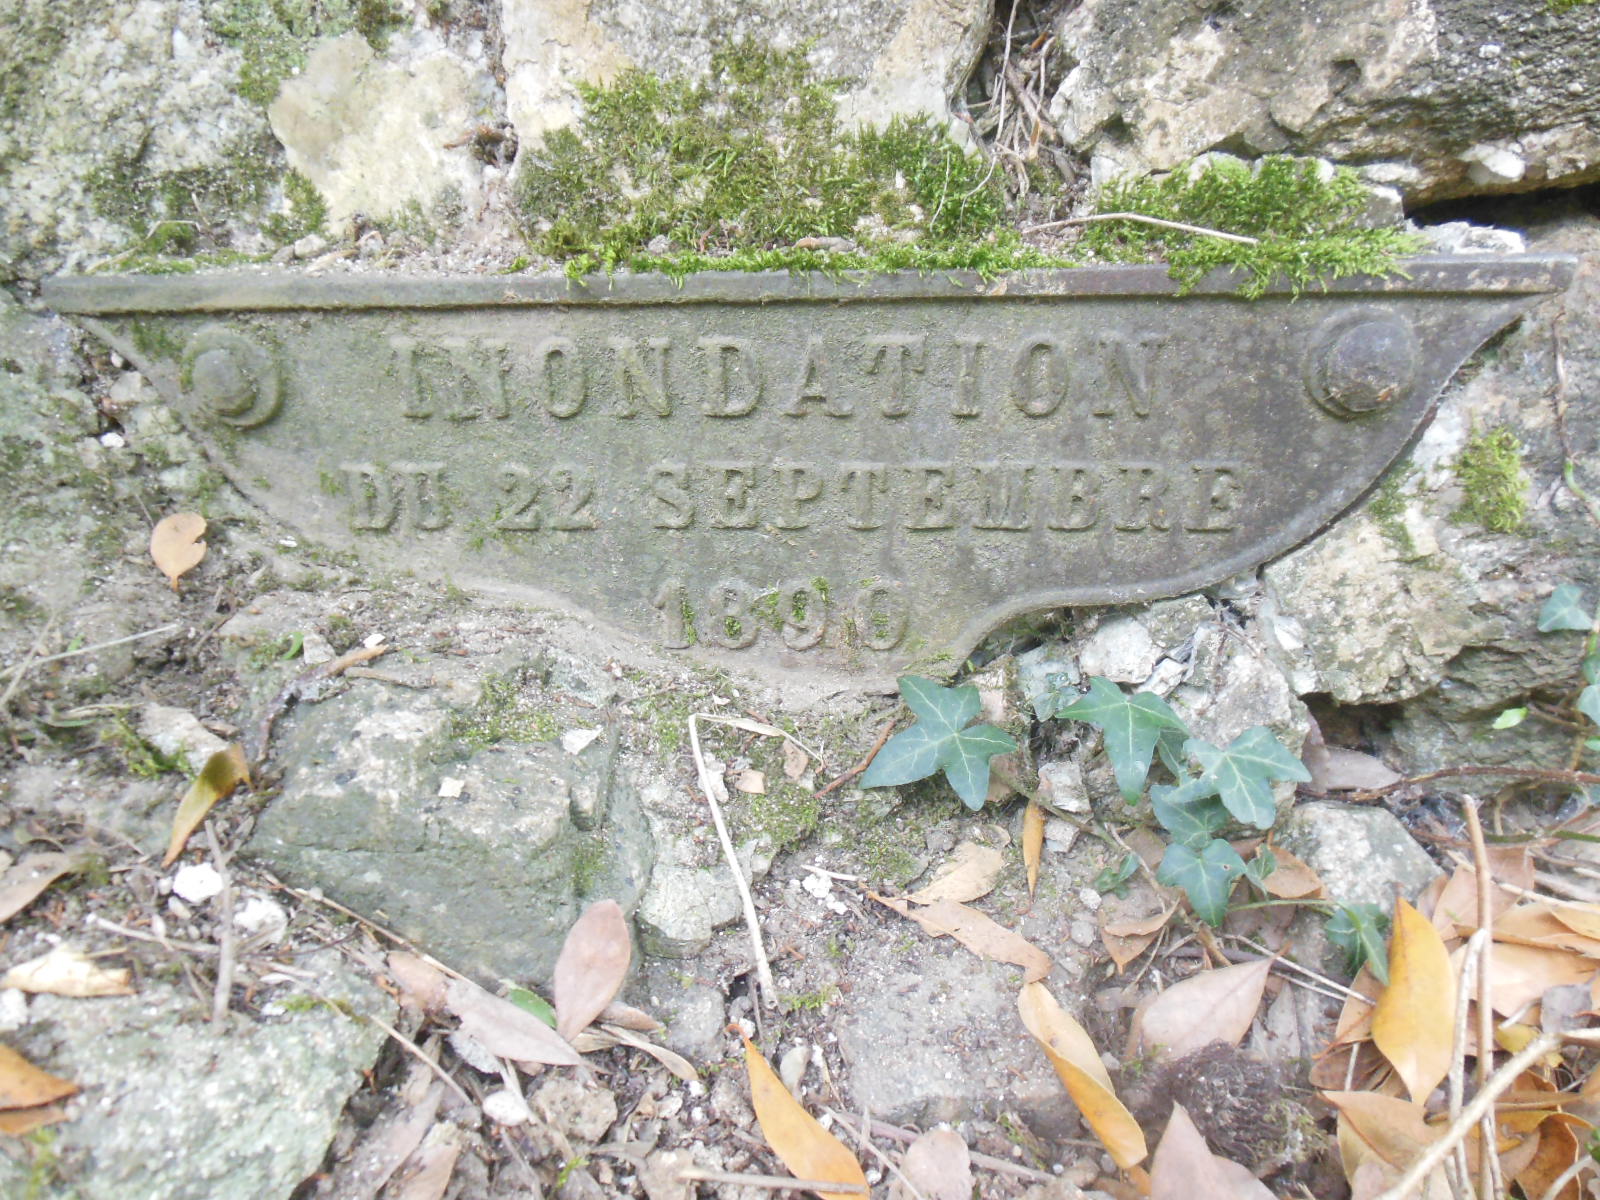 INONDATION
DU 22 SEPTEMBRE
1890